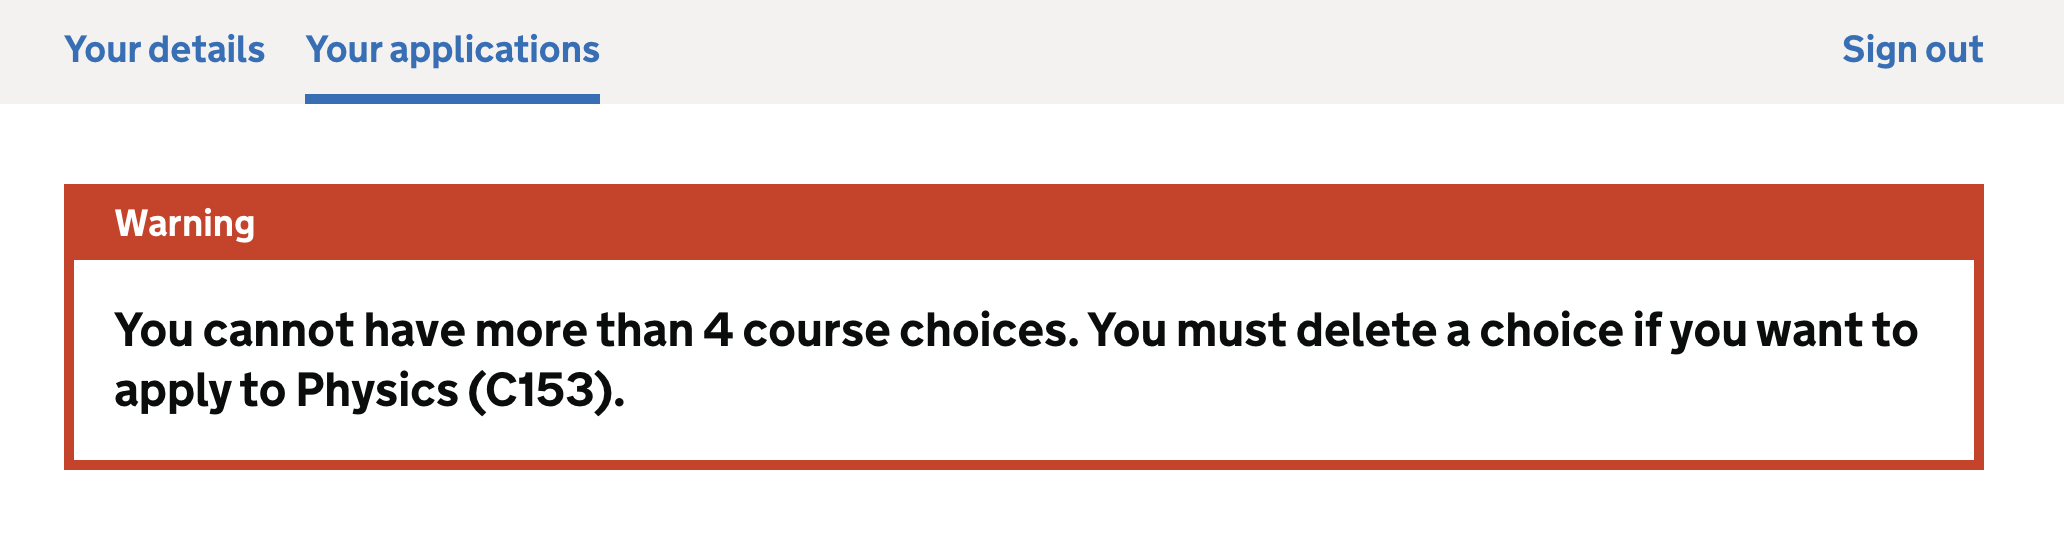 Your details Your applications Sign out
Warning
You cannot have more than 4 course choices. You must delete a choice if you want to
apply to Physics (C153).